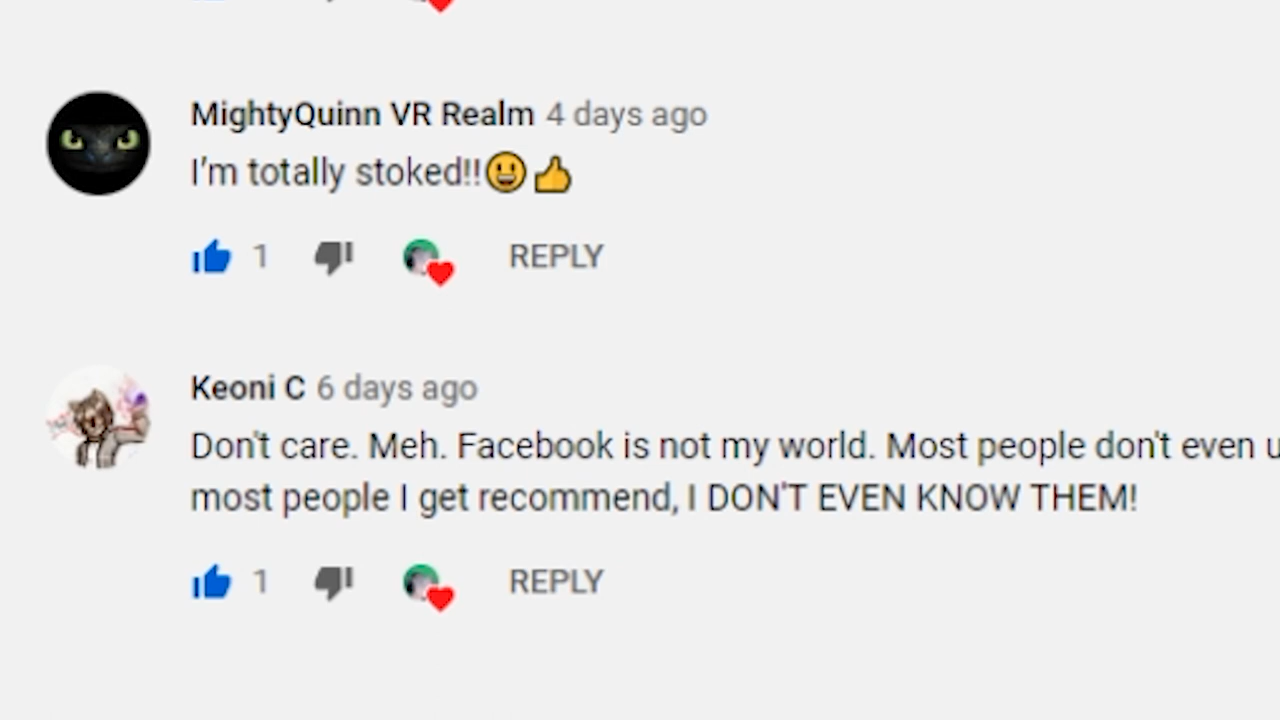 MightyQuinn VR Realm 4 days ago
I'm totally stoked!!😀👍
1 REPLY
Keoni C 6 days ago
Don't care. Meh. Facebook is not my world. Most people don't even
most people I get recommend, I DON'T EVEN KNOW THEM!
1 REPLY